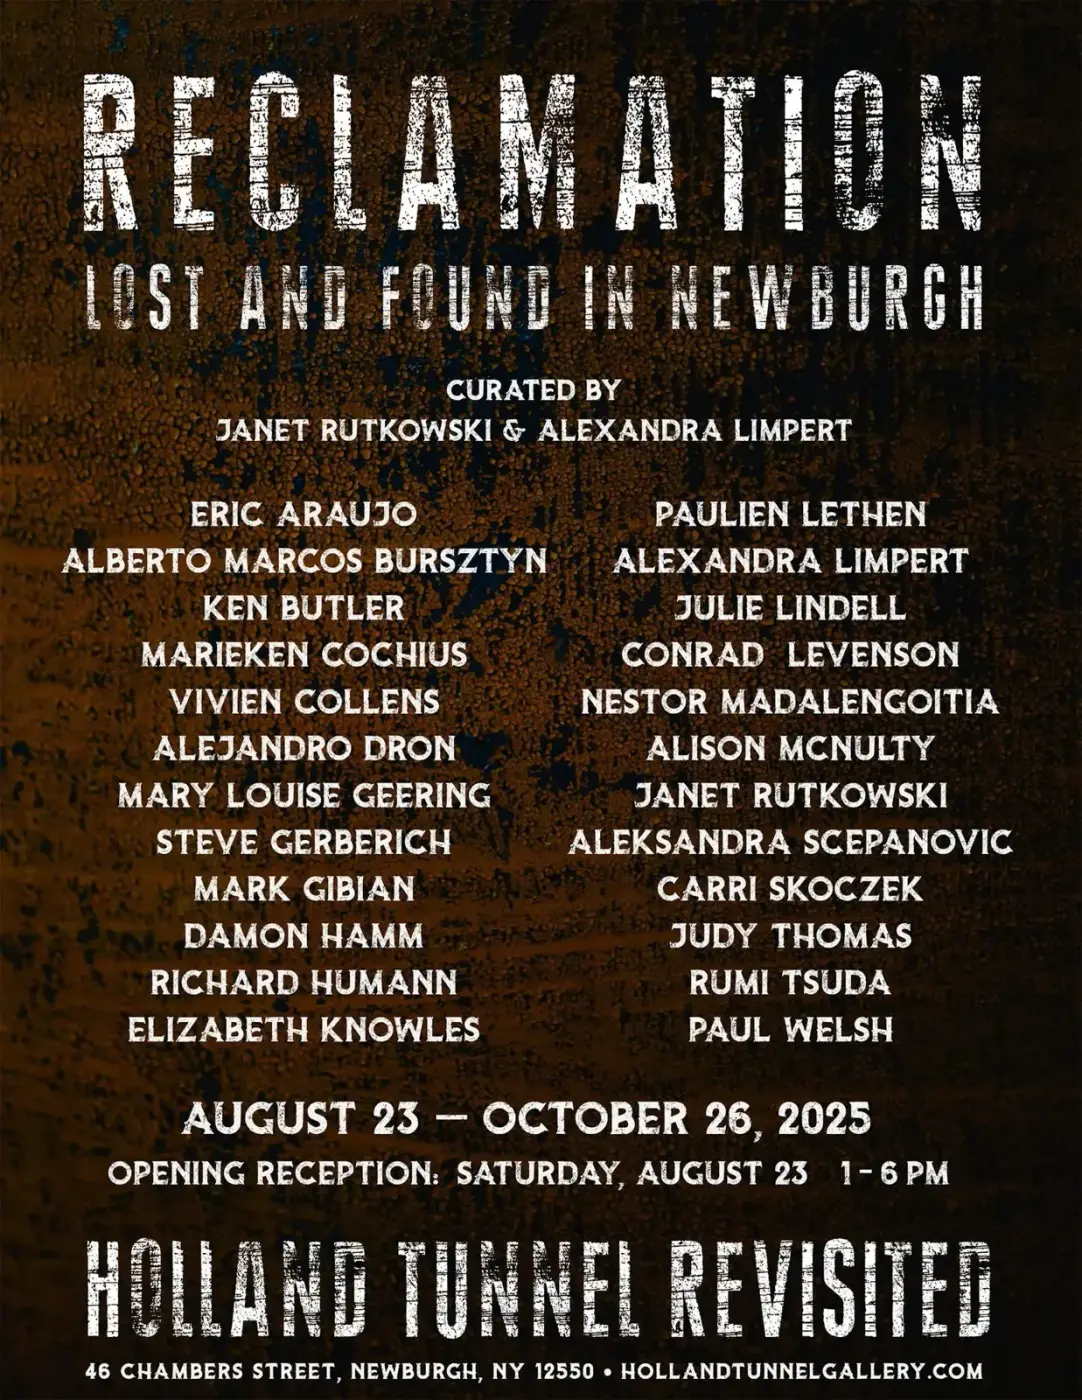 RECLAMATION
LOST AND FOUND IN NEWBURGH
CURATED BY
JANET RUTKOWSKI & ALEXANDRA LIMPERT
ERIC ARAUJO
ALBERTO MARCOS BURSZTYN
KEN BUTLER
MARIEKEN COCHIUS
VIVIEN COLLENS
ALEJANDRO DRON
MARY LOUISE GEERING
STEVE GERBERICH
MARK GIBIAN
DAMON HAMM
RICHARD HUMANN
ELIZABETH KNOWLES
PAULIEN LETHEN
ALEXANDRA LIMPERT
JULIE LINDELL
CONRAD LEVENSON
NESTOR MADALENGOITIA
ALISON MCNULTY
JANET RUTKOWSKI
ALEKSANDRA SCEPANOVIC
CARRI SKOCZEK
JUDY THOMAS
RUMI TSUDA
PAUL WELSH
AUGUST 23 — OCTOBER 26, 2025
OPENING RECEPTION: SATURDAY, AUGUST 23 1 - 6 PM
HOLLAND TUNNEL REVISITED
46 CHAMBERS STREET, NEWBURGH, NY 12550 • HOLLANDTUNNELGALLERY.COM